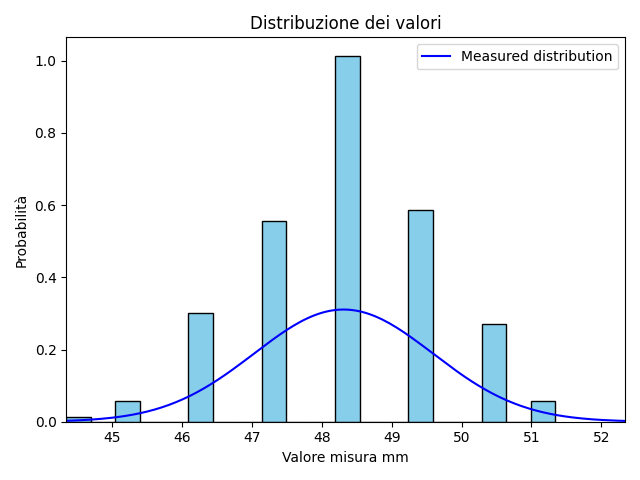 Distribuzione dei valori
Measured distribution
Probabilità
1.0
0.8
0.6
0.4
0.2
0.0
45 46 47 48 49 50 51 52
Valore misura mm